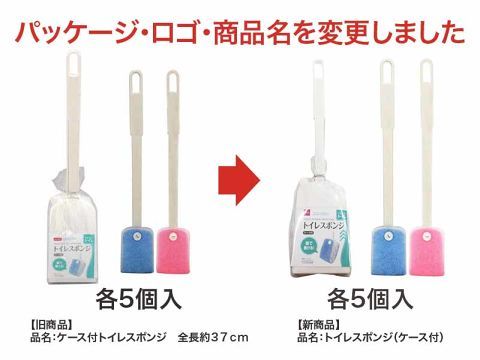 パッケージ・ロゴ・商品名を変更しました
トイレスポンジ
トイレスポンジ
各5個入
各5個入
【旧商品】
品名:ケース付トイレスポンジ　全長約37cm
【新商品】
品名:トイレスポンジ(ケース付)